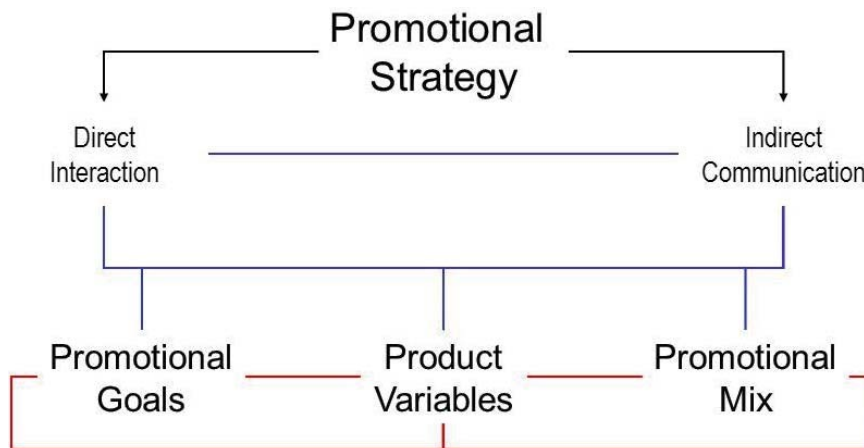 Promotional
Strategy
Direct
Interaction
Indirect
Communication
Promotional
Goals
Product
Variables
Promotional
Mix